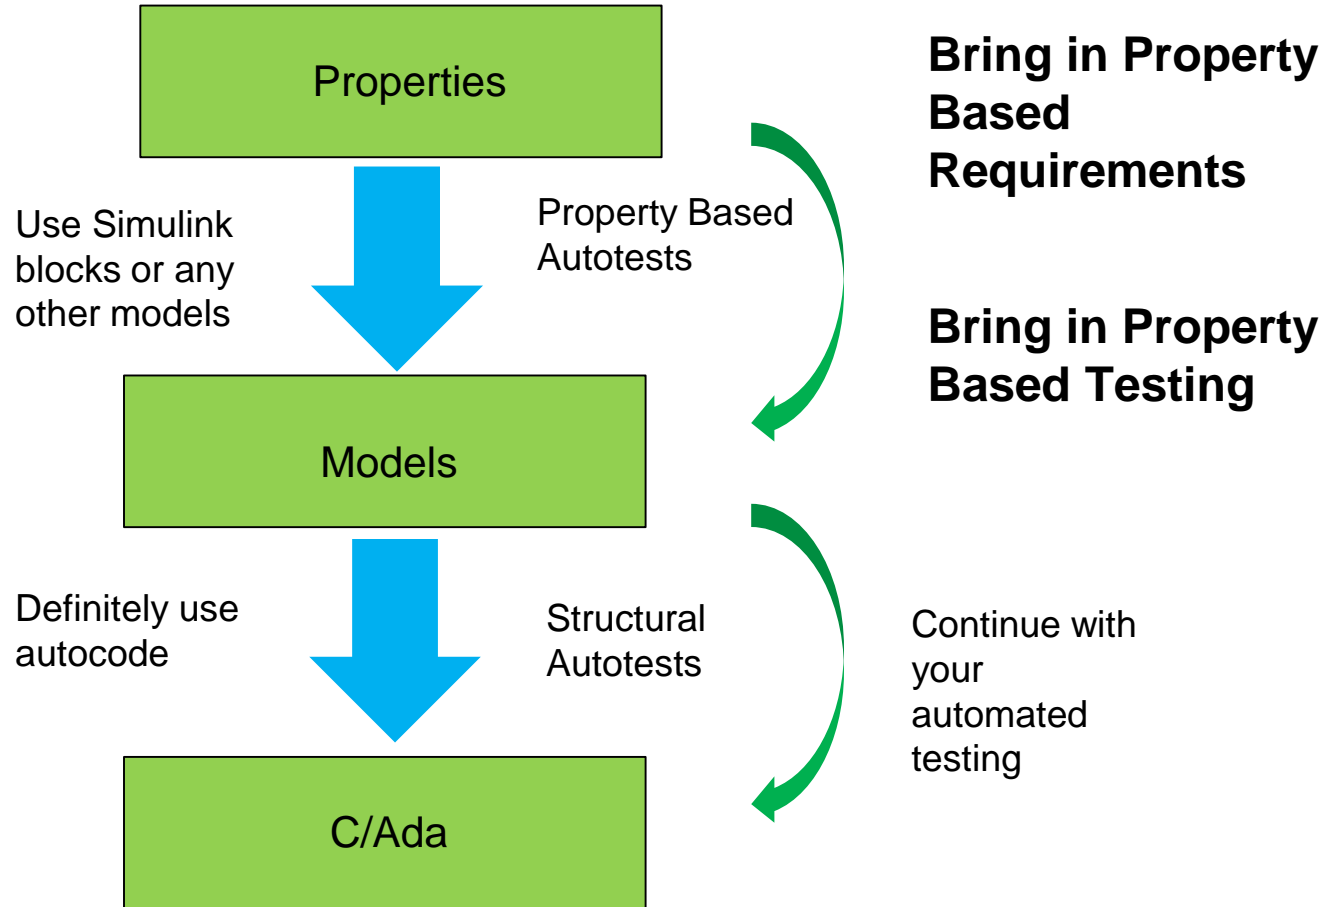 Properties
Bring in Property
Based
Requirements
Use Simulink
blocks or any
other models
Property Based
Autotests
Bring in Property
Based Testing
Models
Definitely use
autocode
Structural
Autotests
Continue with
your
automated
testing
C/Ada